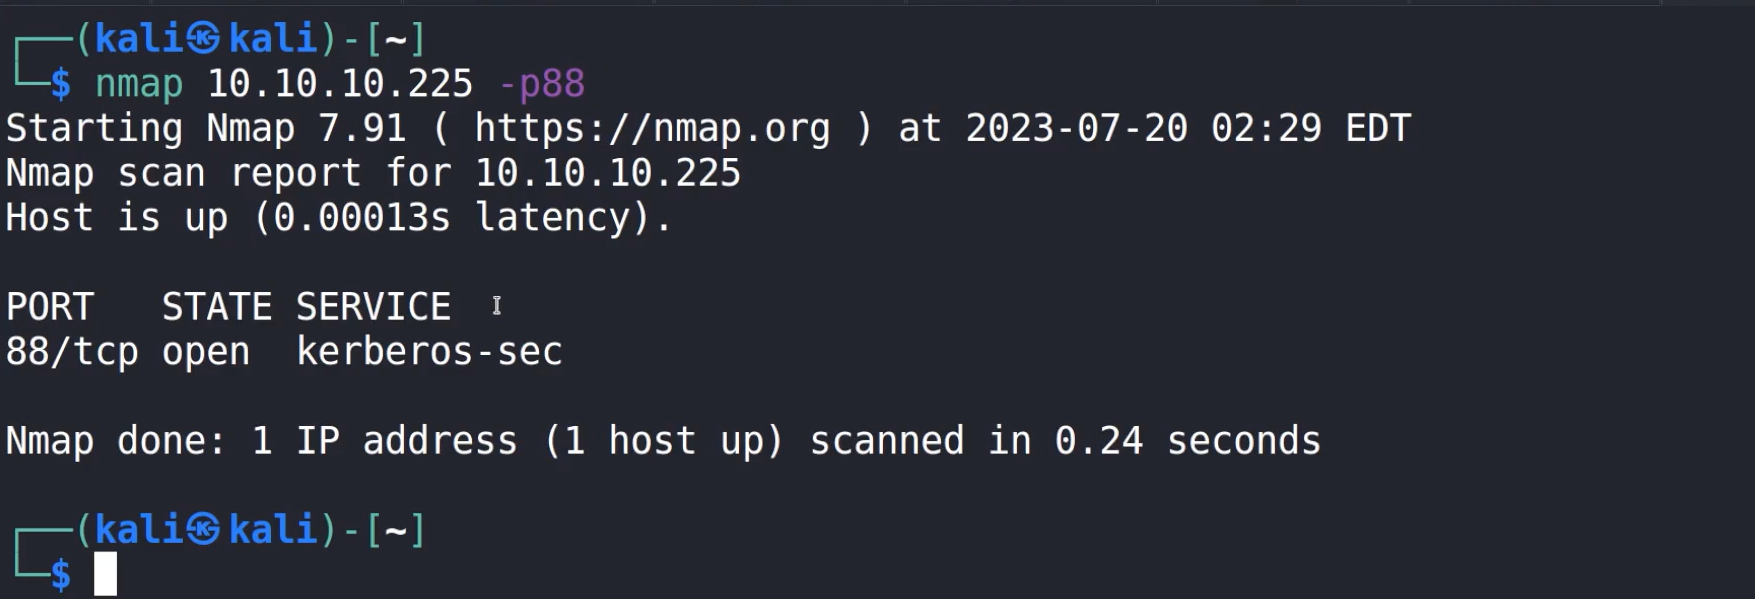 ┌──(kali㉿kali)-[~]
└─$ nmap 10.10.10.225 -p88
Starting Nmap 7.91 ( https://nmap.org ) at 2023-07-20 02:29 EDT
Nmap scan report for 10.10.10.225
Host is up (0.00013s latency).
PORT   STATE SERVICE
88/tcp open  kerberos-sec
Nmap done: 1 IP address (1 host up) scanned in 0.24 seconds
┌──(kali㉿kali)-[~]
└─$